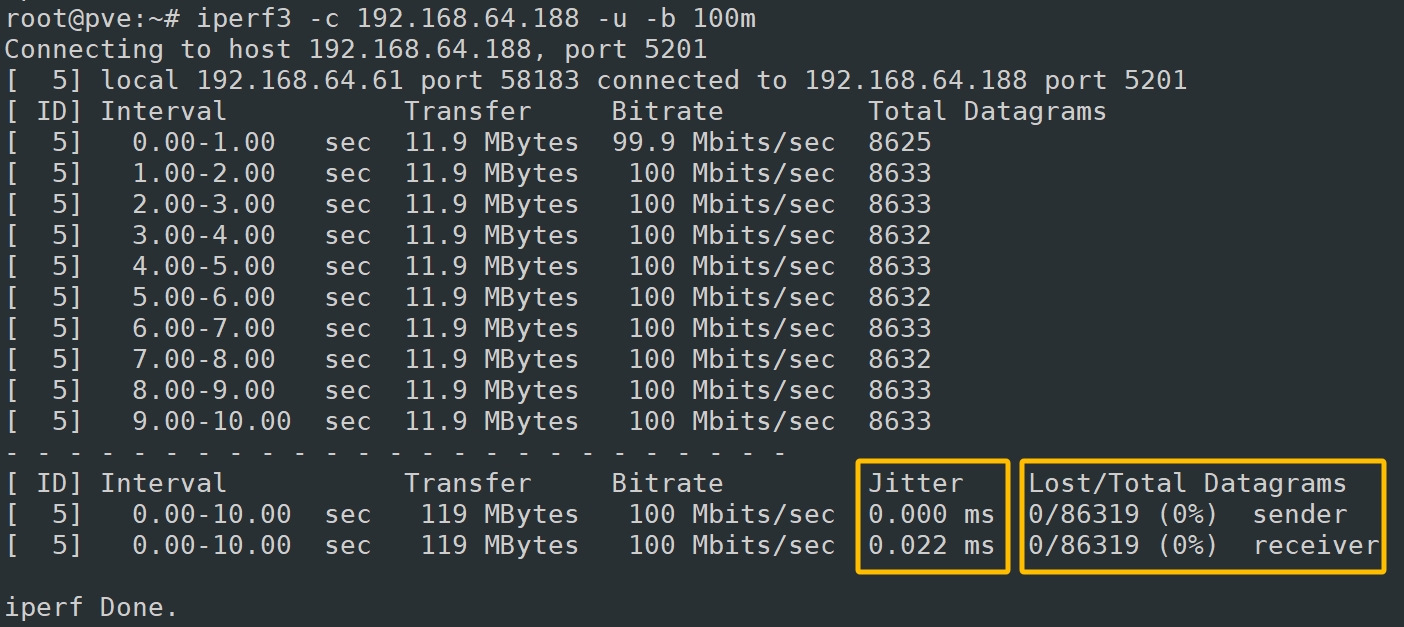 root@pve:~# iperf3 -c 192.168.64.188 -u -b 100m
Connecting to host 192.168.64.188, port 5201
[  5] local 192.168.64.61 port 58183 connected to 192.168.64.188 port 5201
[ ID] Interval           Transfer     Bitrate         Total Datagrams
[  5]   0.00-1.00   sec  11.9 MBytes  99.9 Mbits/sec  8625
[  5]   1.00-2.00   sec  11.9 MBytes   100 Mbits/sec  8633
[  5]   2.00-3.00   sec  11.9 MBytes   100 Mbits/sec  8633
[  5]   3.00-4.00   sec  11.9 MBytes   100 Mbits/sec  8632
[  5]   4.00-5.00   sec  11.9 MBytes   100 Mbits/sec  8633
[  5]   5.00-6.00   sec  11.9 MBytes   100 Mbits/sec  8632
[  5]   6.00-7.00   sec  11.9 MBytes   100 Mbits/sec  8633
[  5]   7.00-8.00   sec  11.9 MBytes   100 Mbits/sec  8632
[  5]   8.00-9.00   sec  11.9 MBytes   100 Mbits/sec  8633
[  5]   9.00-10.00  sec  11.9 MBytes   100 Mbits/sec  8633
- - - - - - - - - - - - - - - - - - - - - - - - -
[ ID] Interval           Transfer     Bitrate         Jitter    Lost/Total Datagrams
[  5]   0.00-10.00  sec   119 MBytes   100 Mbits/sec  0.000 ms  0/86319 (0%)  sender
[  5]   0.00-10.00  sec   119 MBytes   100 Mbits/sec  0.022 ms  0/86319 (0%)  receiver
iperf Done.